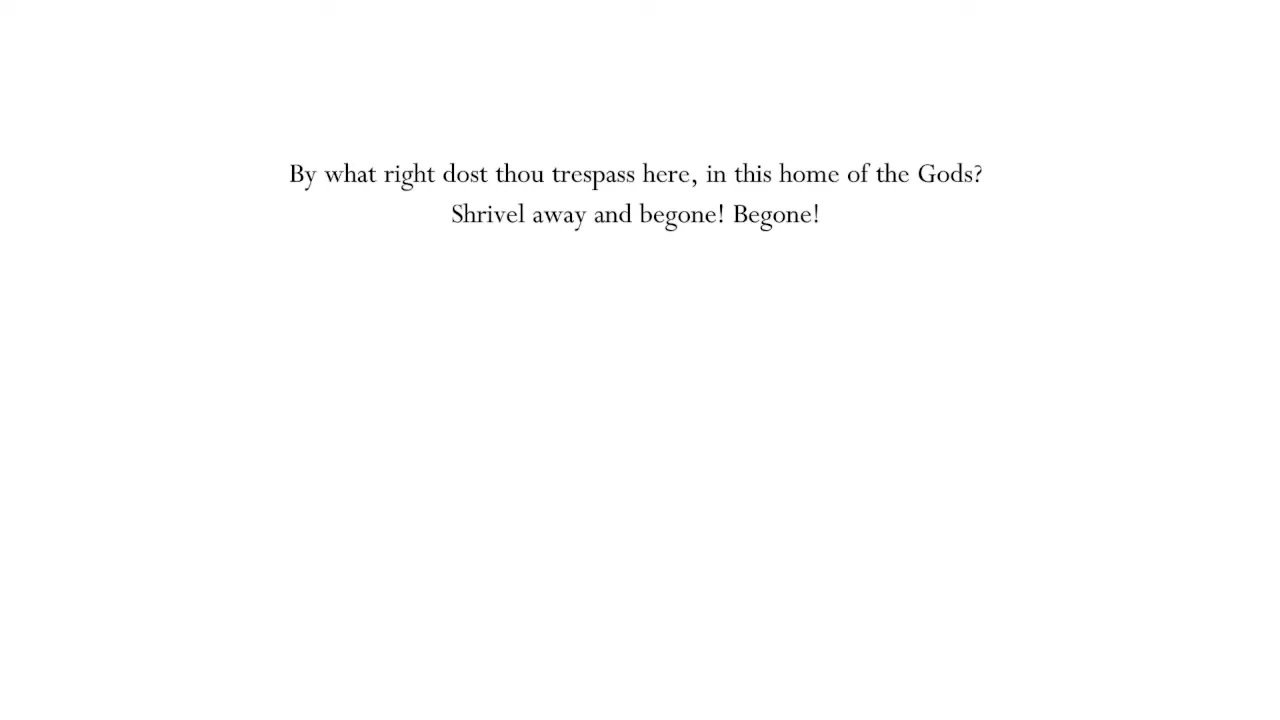 By what right dost thou trespass here, in this home of the Gods?
Shrivel away and begone! Begone!